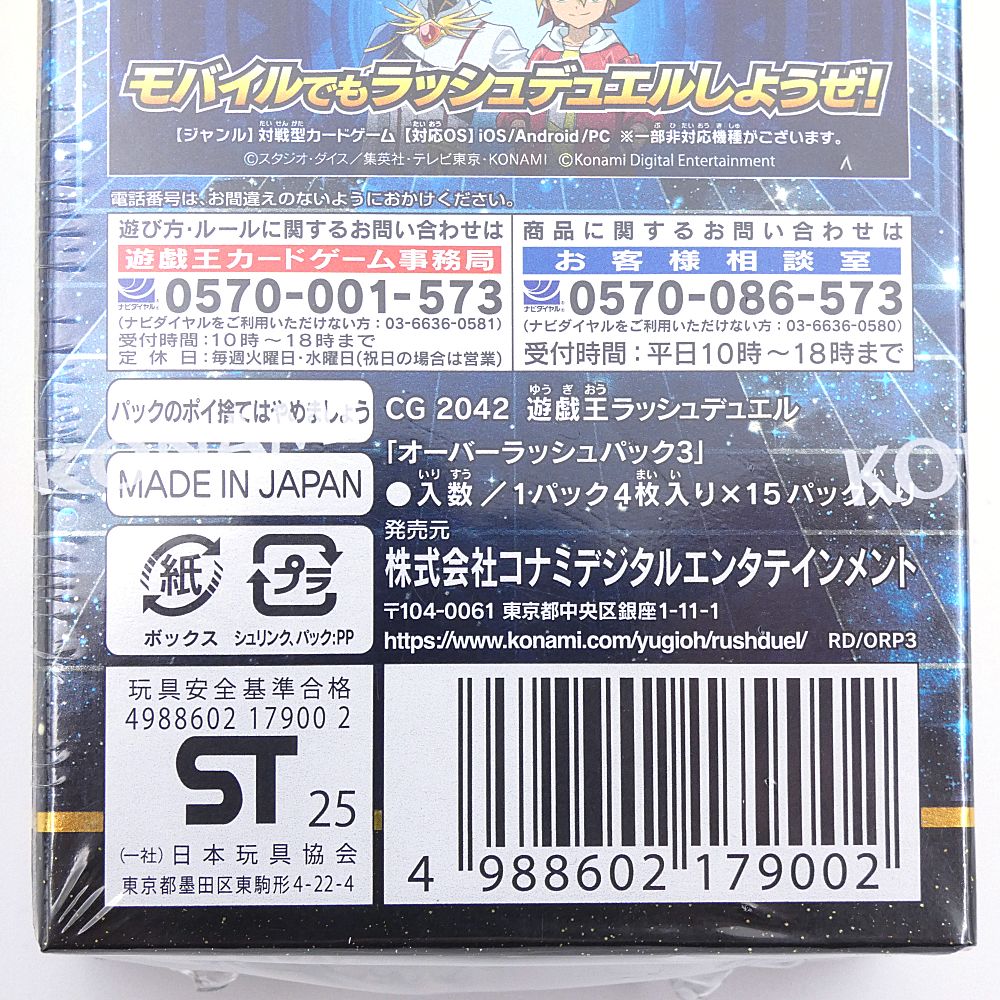 モバイルでもラッシュデュエルしようぜ!
【ジャンル】対戦型カードゲーム【対応OS】iOS/Android/PC ※一部非対応機種がございます。
©スタジオ・ダイス/集英社・テレビ東京・KONAMI ©Konami Digital Entertainment
電話番号は、お間違えのないようにおかけください。
遊び方・ルールに関するお問い合わせは
遊戯王カードゲーム事務局
ナビダイヤル® 0570-001-573
(ナビダイヤルをご利用いただけない方:03-6636-0581)
受付時間:10時~18時まで
定休日:毎週火曜日・水曜日(祝日の場合は営業)
商品に関するお問い合わせは
お客様相談室
ナビダイヤル® 0570-086-573
(ナビダイヤルをご利用いただけない方:03-6636-0580)
受付時間:平日10時~18時まで
パックのポイ捨てはやめましょう
MADE IN JAPAN
紙
ボックス
プラ
シュリンク、パック:PP
CG 2042 遊戯王ラッシュデュエル
「オーバーラッシュパック3」
●入数/1パック4枚入り×15パック入り
発売元
株式会社コナミデジタルエンタテインメント
〒104-0061 東京都中央区銀座1-11-1
https://www.konami.com/yugioh/rushduel/ RD/ORP3
玩具安全基準合格
4988602 17900 2
ST 25
(一社)日本玩具協会
東京都墨田区東駒形4-22-4
4 988602 179002